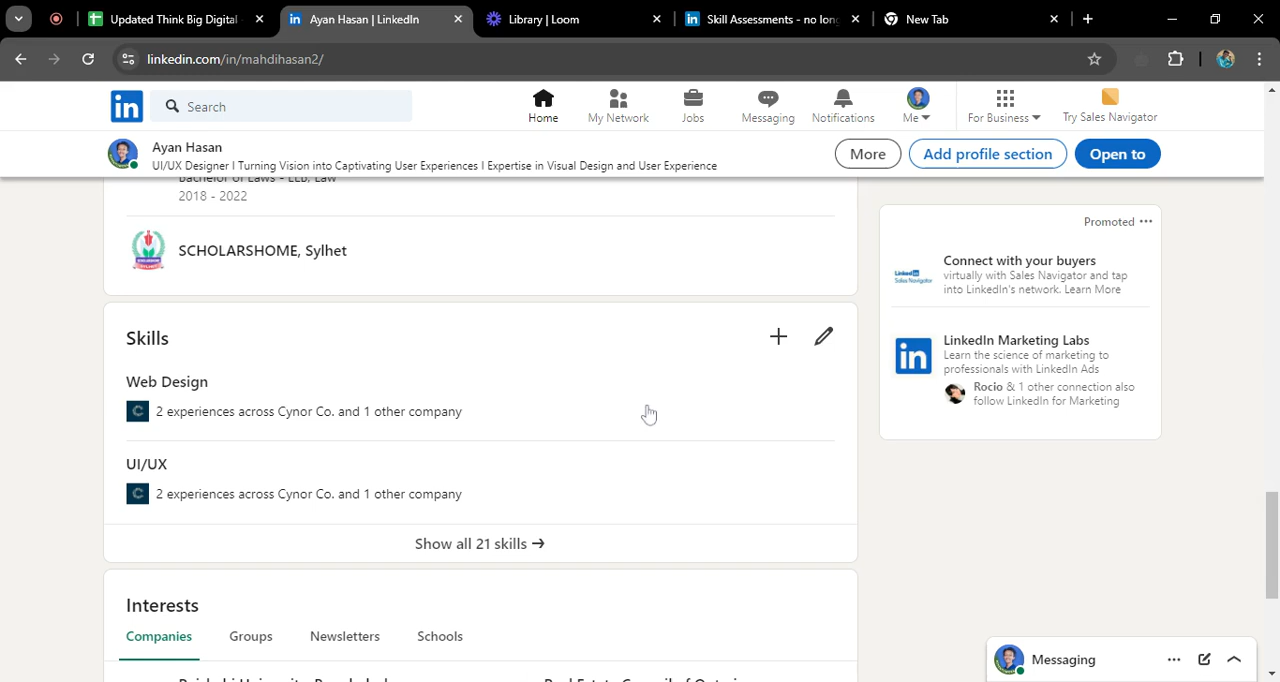 Updated Think Big Digital
Ayan Hasan | LinkedIn
Library | Loom
Skill Assessments - no long
New Tab
linkedin.com/in/mahdihasan2/
Search
Home
My Network
Jobs
Messaging
Notifications
Me
For Business
Try Sales Navigator
Ayan Hasan
UI/UX Designer I Turning Vision into Captivating User Experiences I Expertise in Visual Design and User Experience
More
Add profile section
Open to
Bachelor of Laws - LLB, Law
2018 - 2022
SCHOLARSHOME, Sylhet
Skills
Web Design
C 2 experiences across Cynor Co. and 1 other company
UI/UX
C 2 experiences across Cynor Co. and 1 other company
Show all 21 skills →
Interests
Companies
Groups
Newsletters
Schools
Promoted
Connect with your buyers
virtually with Sales Navigator and tap
into LinkedIn's network. Learn More
LinkedIn Marketing Labs
Learn the science of marketing to
professionals with LinkedIn Ads
Rocio & 1 other connection also
follow LinkedIn for Marketing
Messaging